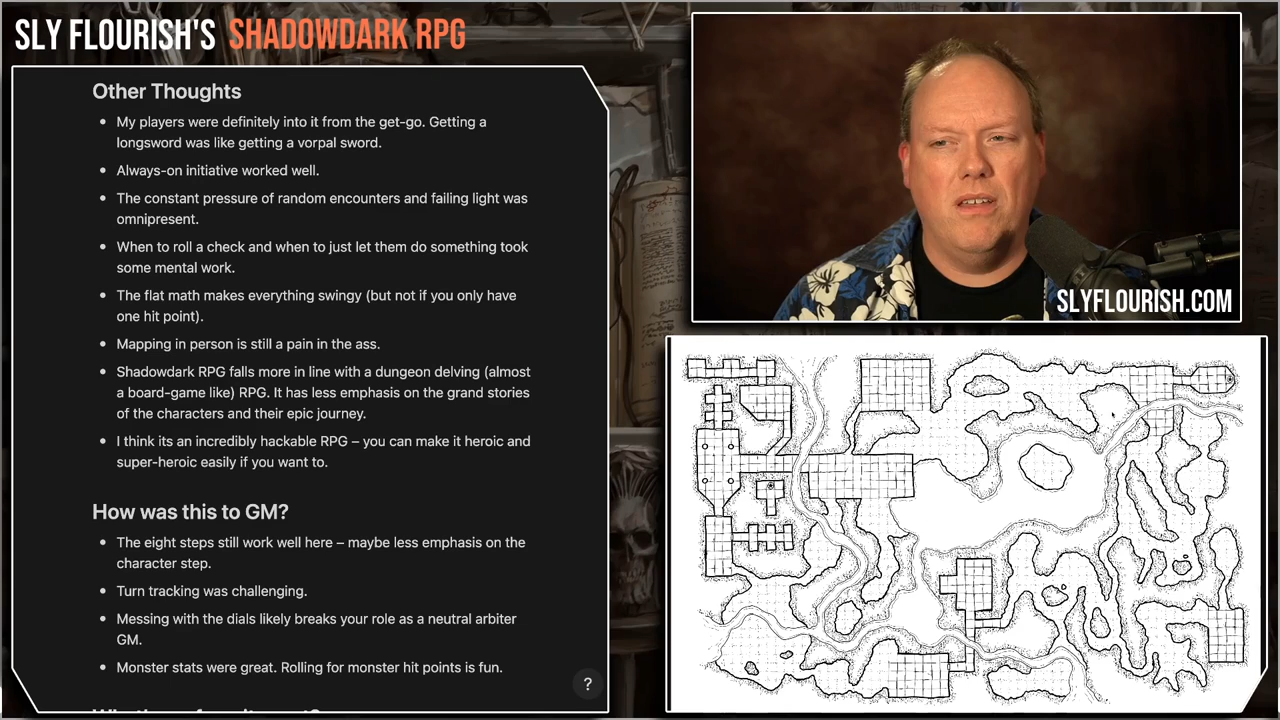 SLY FLOURISH'S SHADOWDARK RPG
Other Thoughts
• My players were definitely into it from the get-go. Getting a
longsword was like getting a vorpal sword.
• Always-on initiative worked well.
• The constant pressure of random encounters and failing light was
omnipresent.
• When to roll a check and when to just let them do something took
some mental work.
• The flat math makes everything swingy (but not if you only have
one hit point).
• Mapping in person is still a pain in the ass.
• Shadowdark RPG falls more in line with a dungeon delving (almost
a board-game like) RPG. It has less emphasis on the grand stories
of the characters and their epic journey.
• I think its an incredibly hackable RPG – you can make it heroic and
super-heroic easily if you want to.
How was this to GM?
• The eight steps still work well here – maybe less emphasis on the
character step.
• Turn tracking was challenging.
• Messing with the dials likely breaks your role as a neutral arbiter
GM.
• Monster stats were great. Rolling for monster hit points is fun.
?
SLYFLOURISH.COM